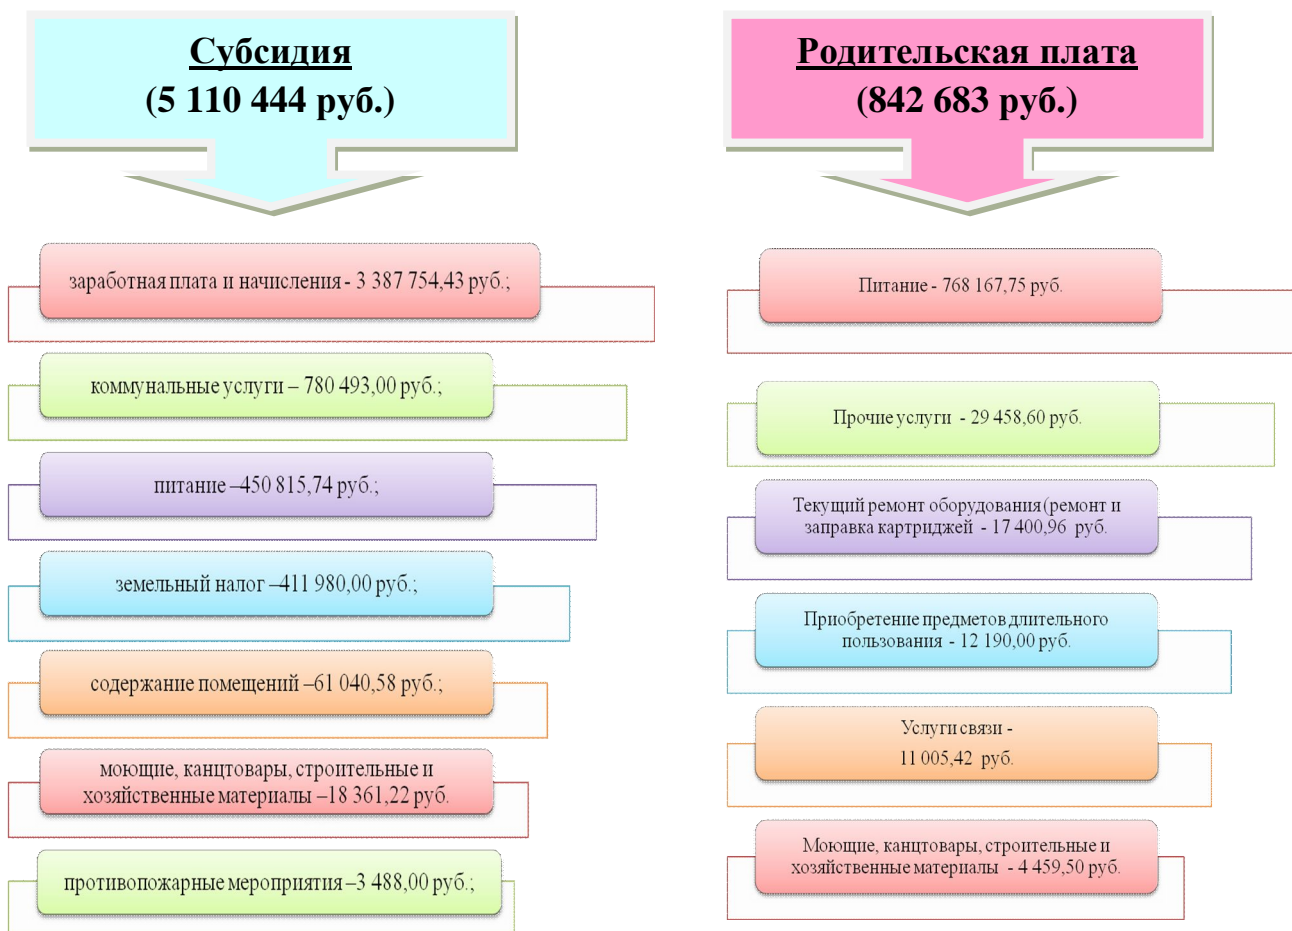 Субсидия
(5 110 444 руб.)
заработная плата и начисления - 3 387 754,43 руб.;
коммунальные услуги – 780 493,00 руб.;
питание –450 815,74 руб.;
земельный налог –411 980,00 руб.;
содержание помещений –61 040,58 руб.;
моющие, канцтовары, строительные и
хозяйственные материалы –18 361,22 руб.
противопожарные мероприятия –3 488,00 руб.;
Родительская плата
(842 683 руб.)
Питание - 768 167,75 руб.
Прочие услуги - 29 458,60 руб.
Текущий ремонт оборудования (ремонт и
заправка картриджей - 17 400,96 руб.
Приобретение предметов длительного
пользования - 12 190,00 руб.
Услуги связи -
11 005,42 руб.
Моющие, канцтовары, строительные и
хозяйственные материалы - 4 459,50 руб.